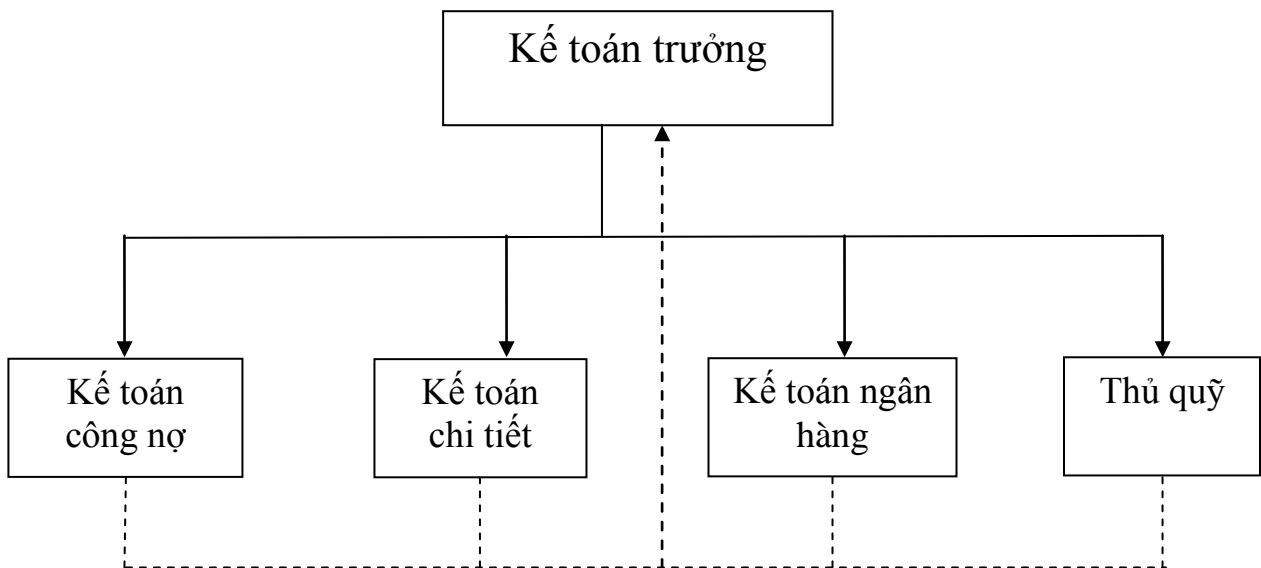 Kế toán trưởng
Kế toán
công nợ
Kế toán
chi tiết
Kế toán ngân
hàng
Thủ quỹ